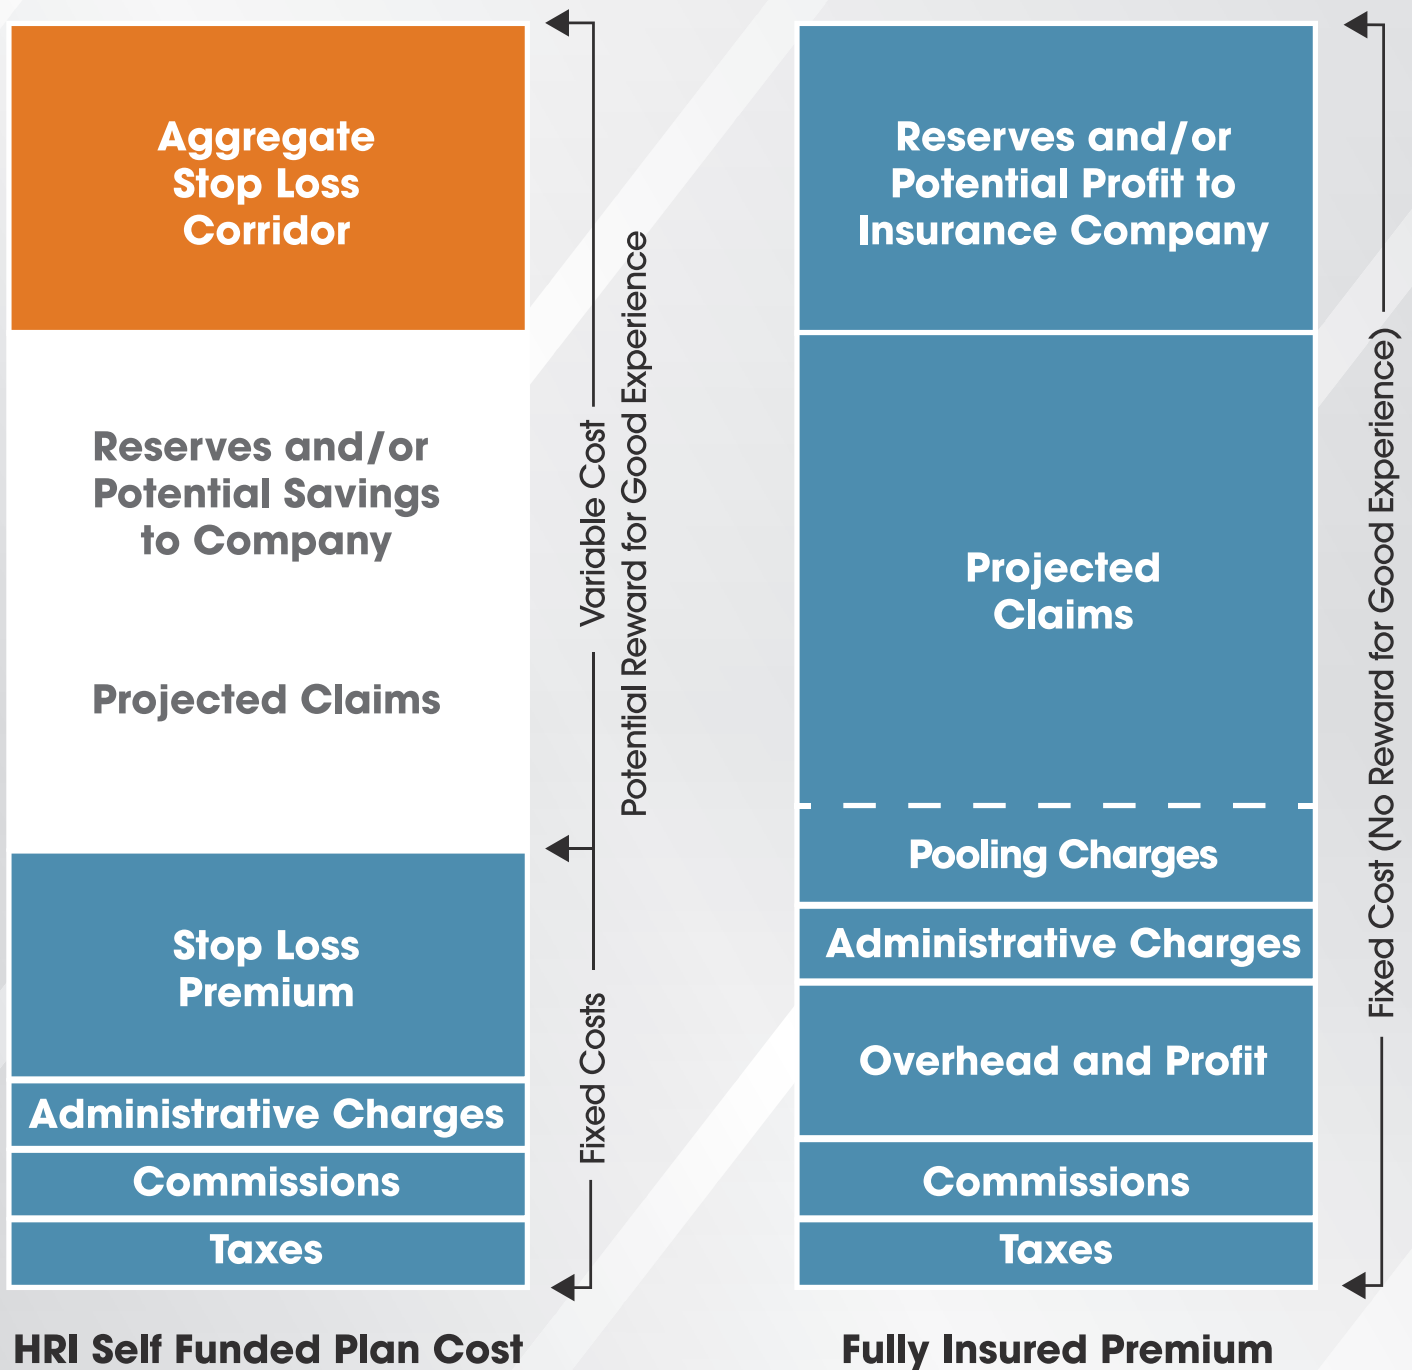 Aggregate
Stop Loss
Corridor
Reserves and/or
Potential Savings
to Company
Projected Claims
Stop Loss
Premium
Administrative Charges
Commissions
Taxes
HRI Self Funded Plan Cost
Variable Cost
Potential Reward for Good Experience
Fixed Costs
Reserves and/or
Potential Profit to
Insurance Company
Projected
Claims
Pooling Charges
Administrative Charges
Overhead and Profit
Commissions
Taxes
Fully Insured Premium
Fixed Cost (No Reward for Good Experience)